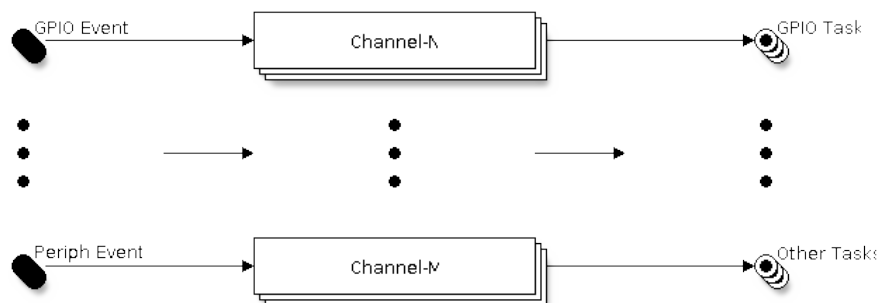 GPIO Event
Channel-N
GPIO Task
Periph Event
Channel-M
Other Tasks